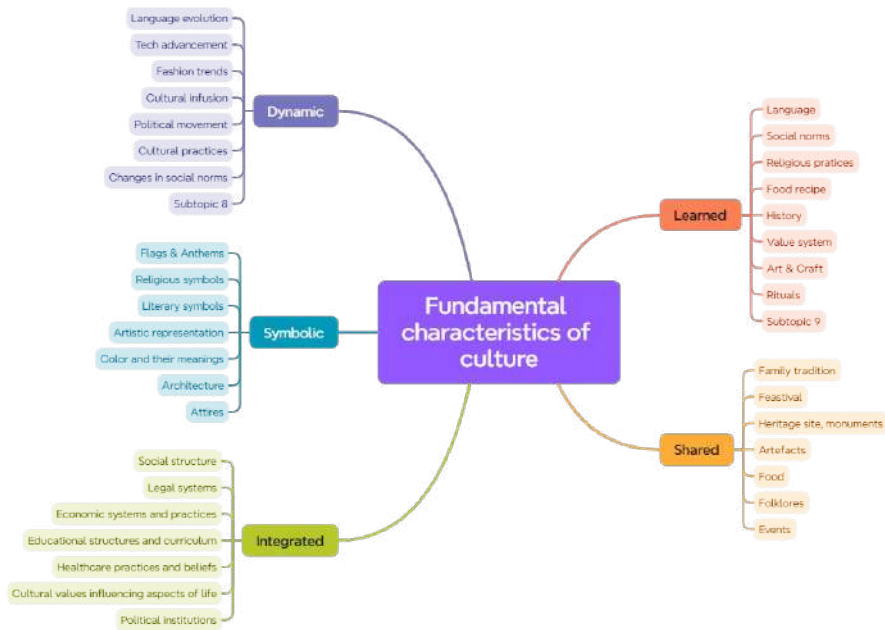 Fundamental
characteristics of
culture
Dynamic
Language evolution
Tech advancement
Fashion trends
Cultural infusion
Political movement
Cultural practices
Changes in social norms
Subtopic 8
Symbolic
Flags & Anthems
Religious symbols
Literary symbols
Artistic representation
Color and their meanings
Architecture
Attires
Integrated
Social structure
Legal systems
Economic systems and practices
Educational structures and curriculum
Healthcare practices and beliefs
Cultural values influencing aspects of life
Political institutions
Learned
Language
Social norms
Religious pratices
Food recipe
History
Value system
Art & Craft
Rituals
Subtopic 9
Shared
Family tradition
Feastival
Heritage site, monuments
Artefacts
Food
Folklores
Events